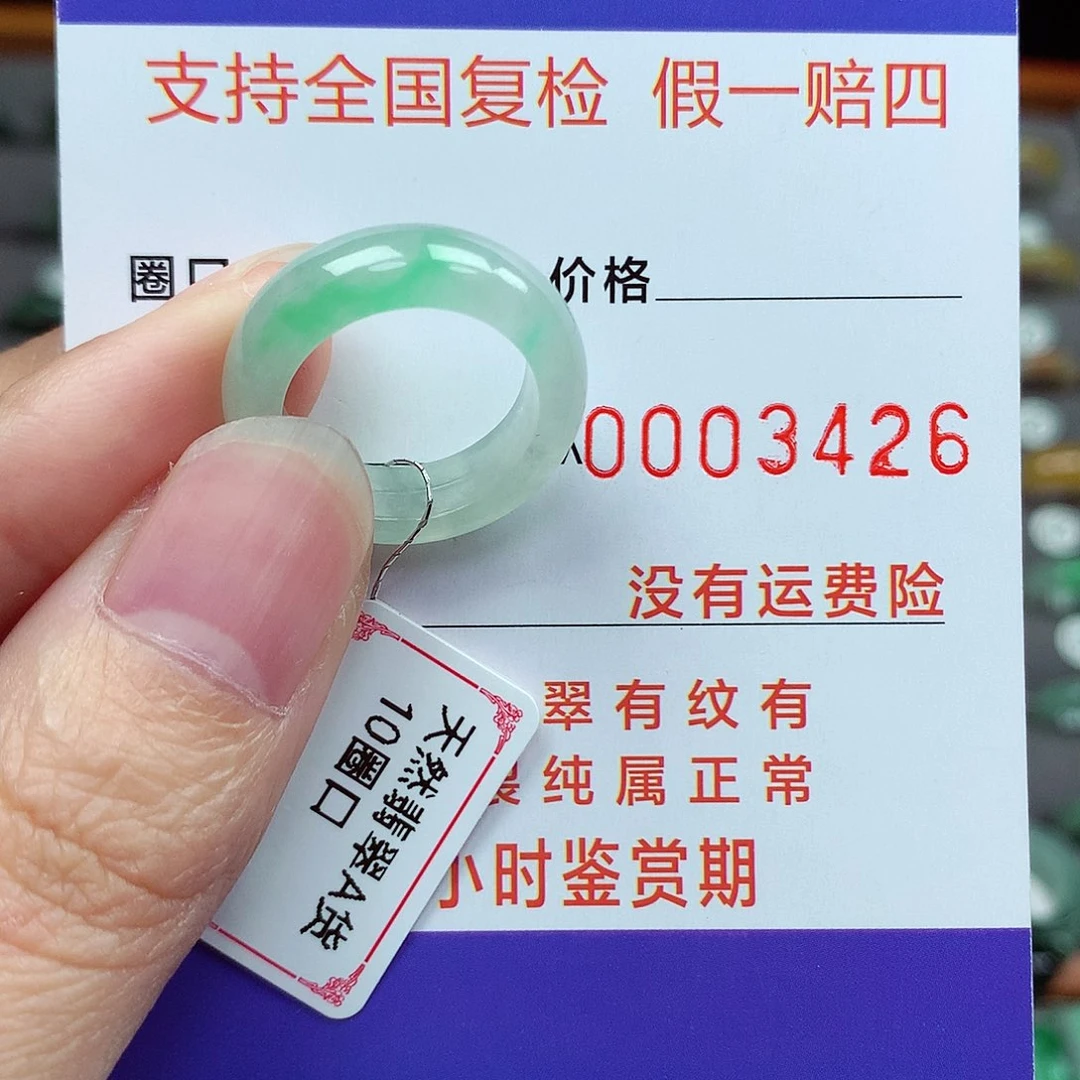 支持全国复检 假一赔四
圈口 价格
0003426
没有运费险
翠有纹有
纯属正常
小时鉴赏期
天然翡翠A货
10圈口